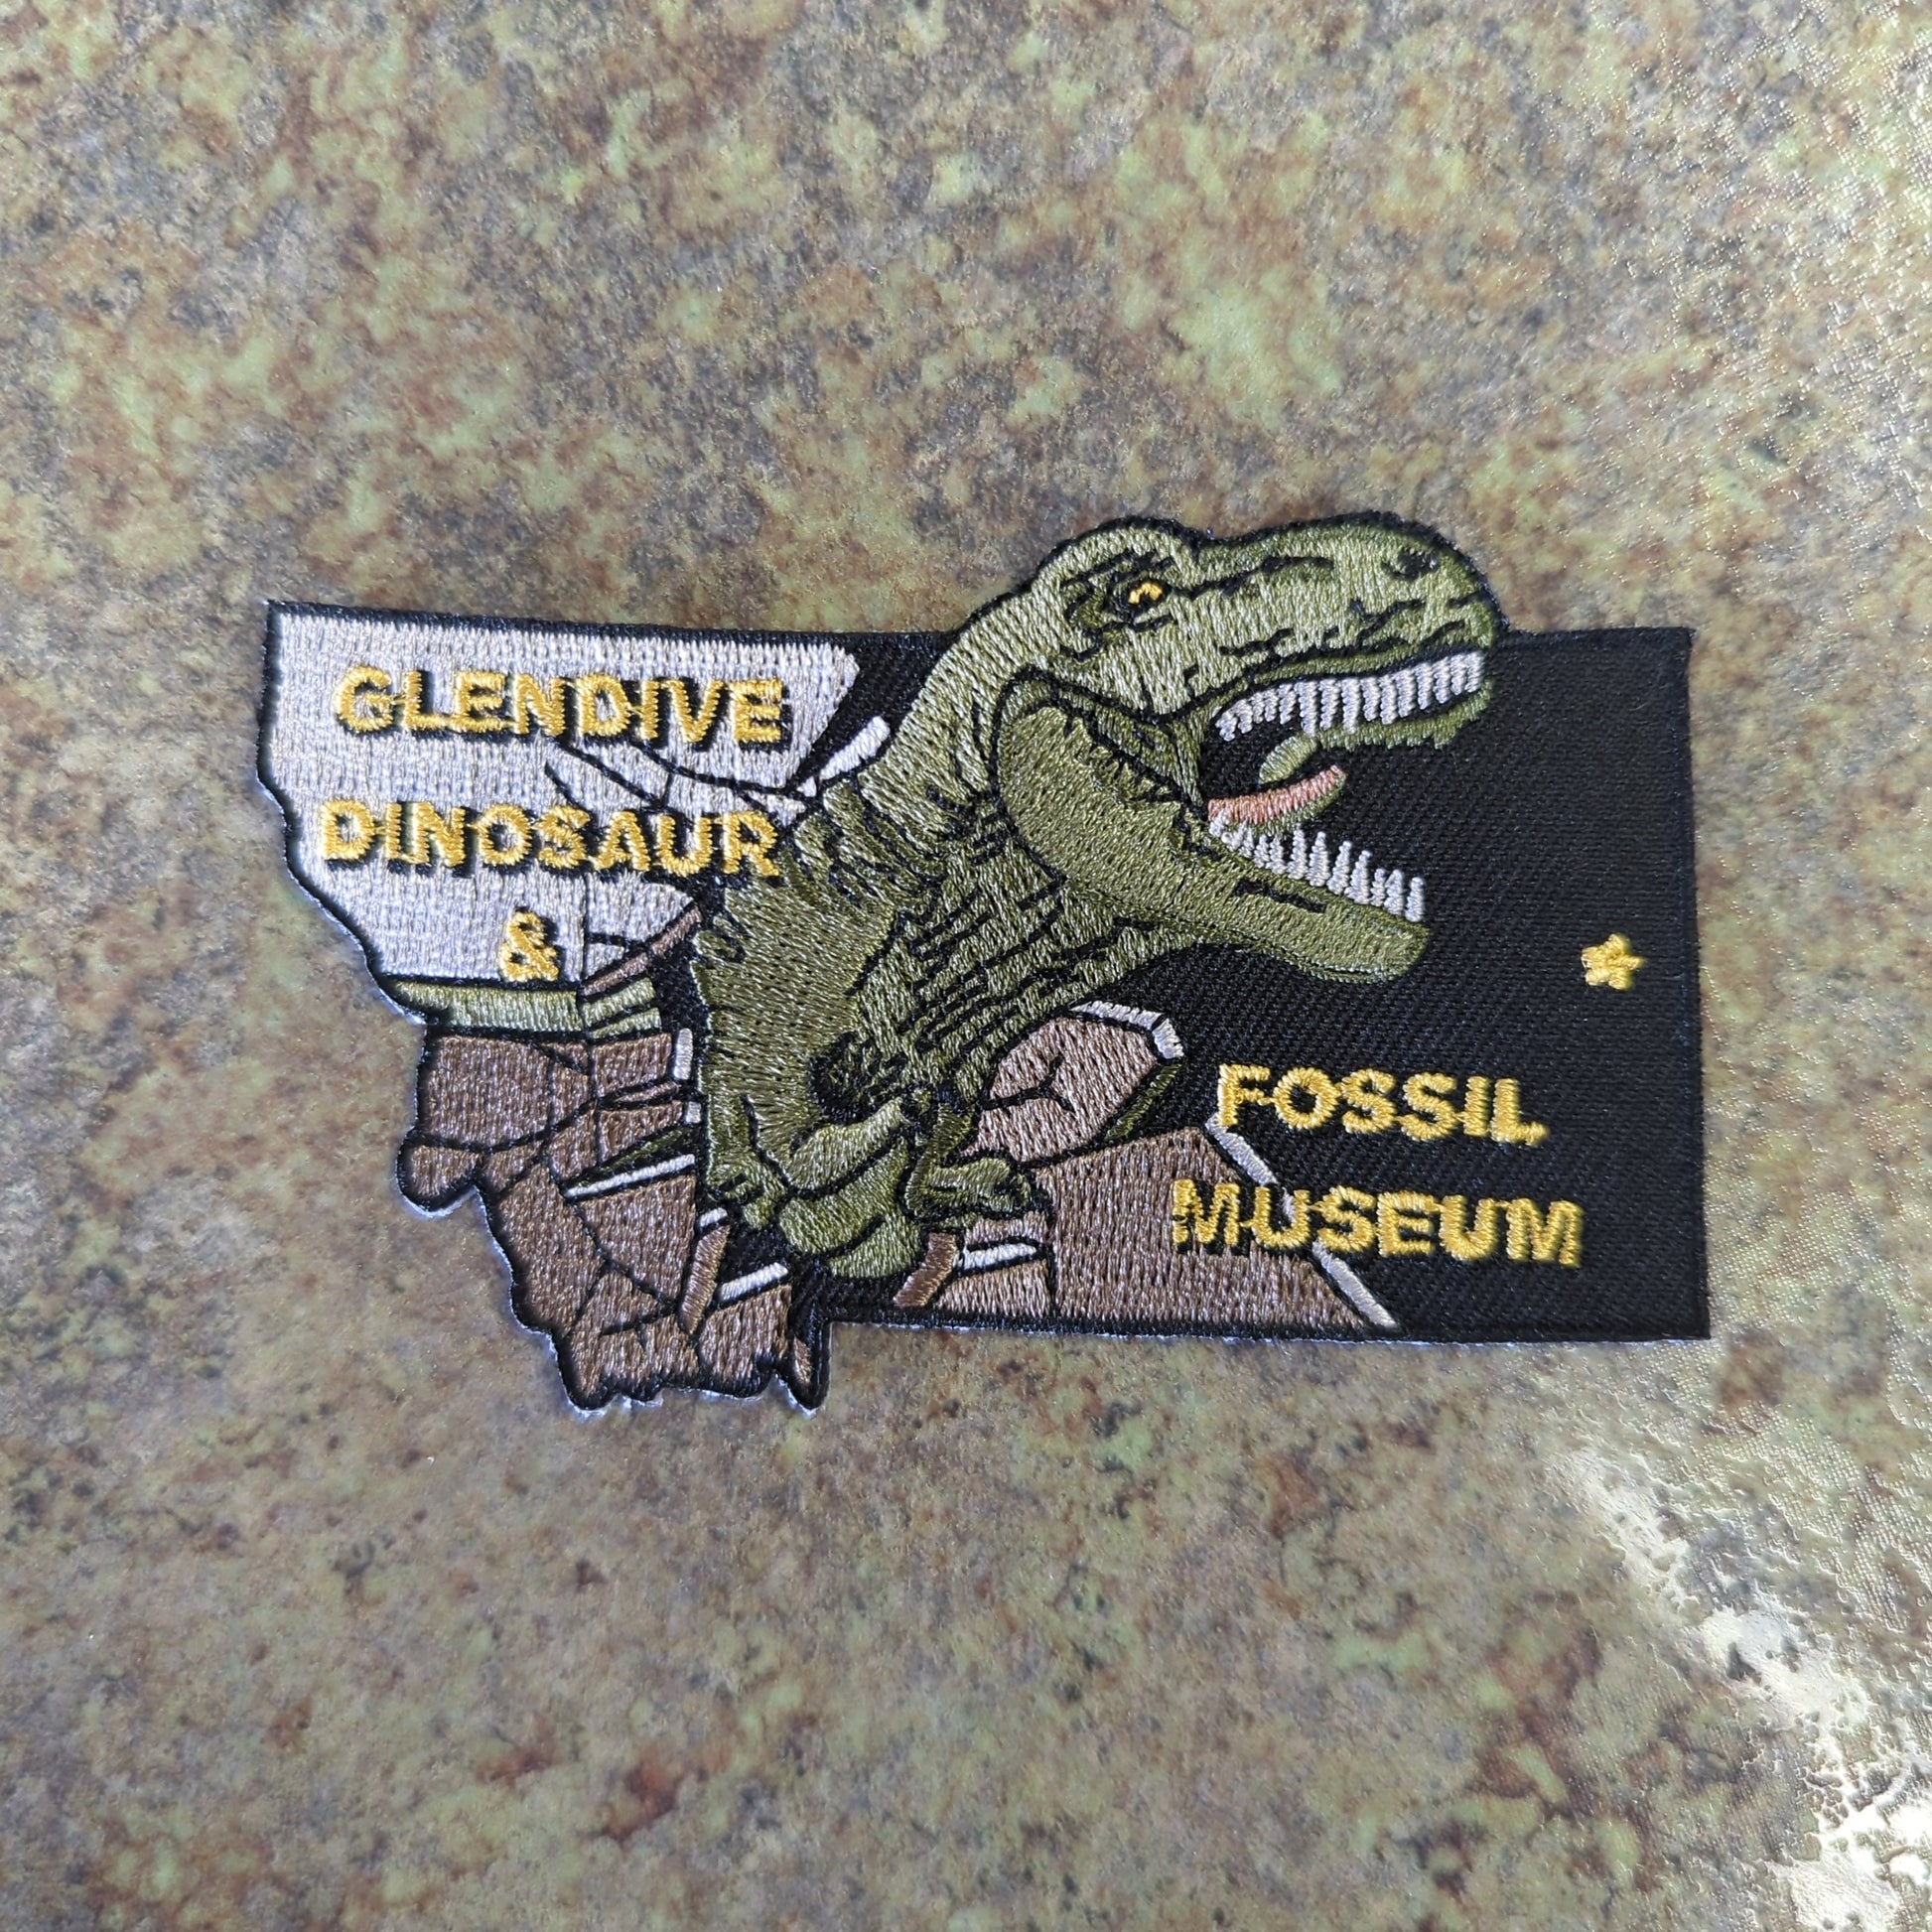 GLENDIVE
DINOSAUR
&
FOSSIL
MUSEUM